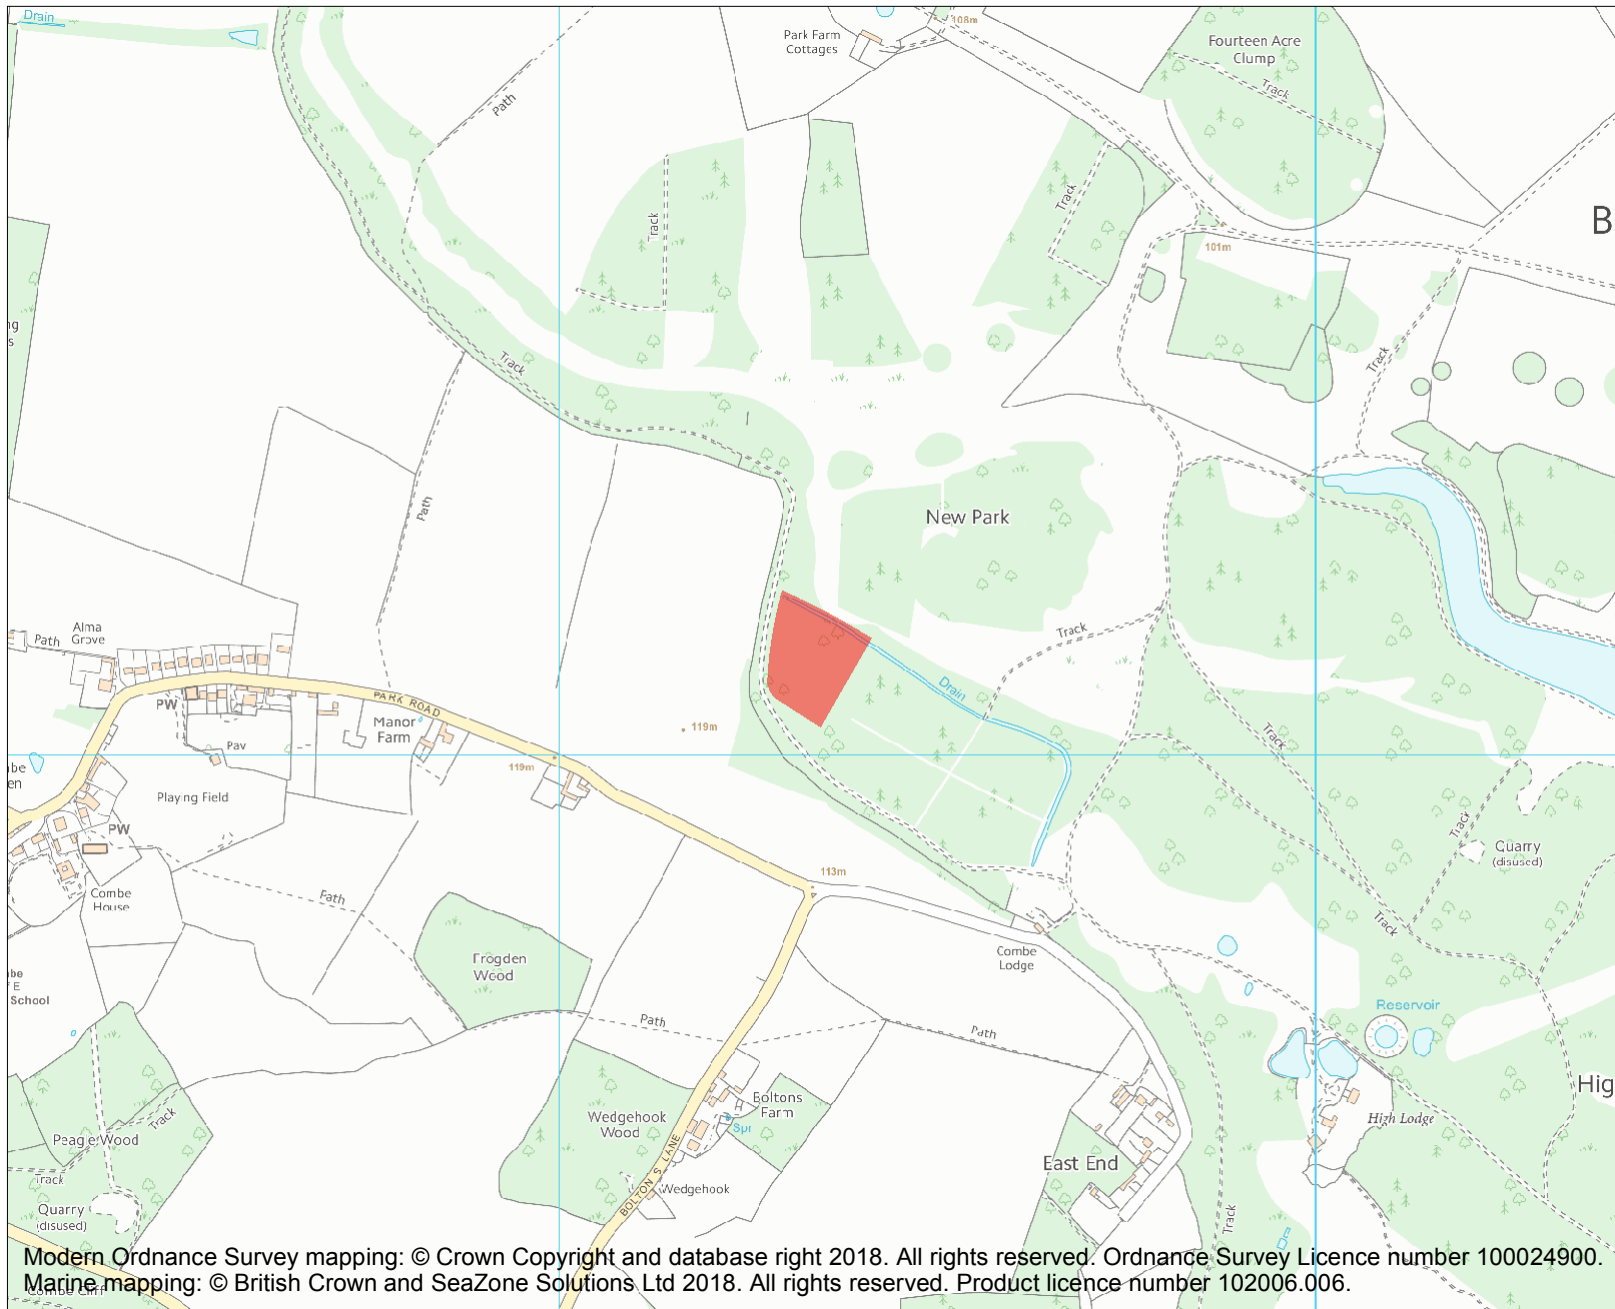 Drain
108m
Park Farm
Cottages
Fourteen Acre
Clump
Track
Path
Track
Track
B
101m
Track
Track
Path
New Park
Alma
Grove
Path
Track
PARK ROAD
PW
Manor
Farm
Pav
119m
Drain
119m
Track
Playing Field
PW
Track
Quarry
(disused)
113m
Combe
House
Path
Track
Frogden
Wood
Combe
Lodge
School
Reservoir
Path
Path
Hig
Wedgehook
Wood
Boltons
Farm
Spr
High Lodge
Track
Peagle Wood
East End
Track
BOLTON S LANE
Wedgehook
Quarry
(disused)
Track
Modern Ordnance Survey mapping: © Crown Copyright and database right 2018. All rights reserved. Ordnance Survey Licence number 100024900.
Marine mapping: © British Crown and SeaZone Solutions Ltd 2018. All rights reserved. Product licence number 102006.006.
Combe Cliff